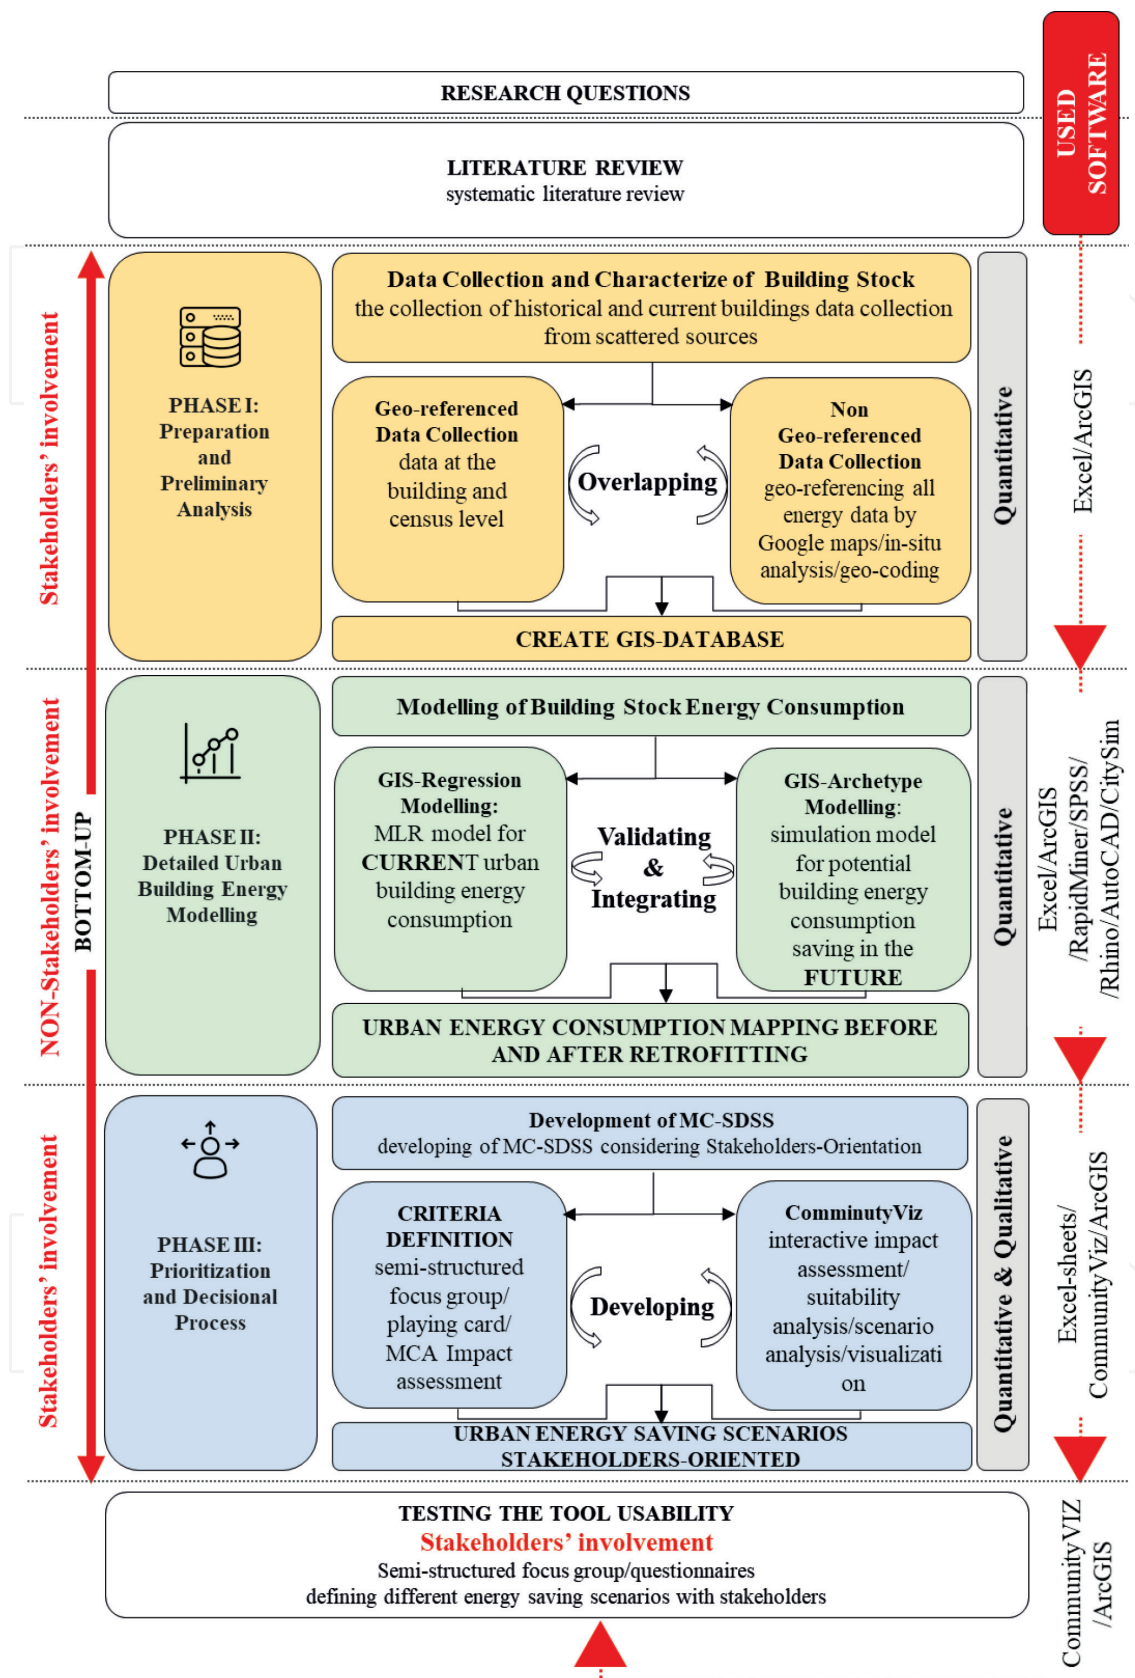 RESEARCH QUESTIONS
USED
SOFTWARE
LITERATURE REVIEW
systematic literature review
Stakeholders' involvement
PHASE I:
Preparation
and
Preliminary
Analysis
Data Collection and Characterize of Building Stock
the collection of historical and current buildings data collection
from scattered sources
Geo-referenced
Data Collection
data at the
building and
census level
Overlapping
Non
Geo-referenced
Data Collection
geo-referencing all
energy data by
Google maps/in-situ
analysis/geo-coding
CREATE GIS-DATABASE
Quantitative
Excel/ArcGIS
NON-Stakeholders' involvement
BOTTOM-UP
PHASE II:
Detailed Urban
Building Energy
Modelling
Modelling of Building Stock Energy Consumption
GIS-Regression
Modelling:
MLR model for
CURRENT urban
building energy
consumption
Validating
&
Integrating
GIS-Archetype
Modelling:
simulation model
for potential
building energy
consumption
saving in the
FUTURE
URBAN ENERGY CONSUMPTION MAPPING BEFORE
AND AFTER RETROFITTING
Quantitative
Excel/ArcGIS
/RapidMiner/SPSS/
/Rhino/AutoCAD/CitySim
Stakeholders' involvement
PHASE III:
Prioritization
and Decisional
Process
Development of MC-SDSS
developing of MC-SDSS considering Stakeholders-Orientation
CRITERIA
DEFINITION
semi-structured
focus group/
playing card/
MCA Impact
assessment
Developing
ComminutyViz
interactive impact
assessment/
suitability
analysis/scenario
analysis/visualizati
on
URBAN ENERGY SAVING SCENARIOS
STAKEHOLDERS-ORIENTED
Quantitative & Qualitative
Excel-sheets/
CommunityViz/ArcGIS
TESTING THE TOOL USABILITY
Stakeholders' involvement
Semi-structured focus group/questionnaires
defining different energy saving scenarios with stakeholders
CommunityVIZ
/ArcGIS